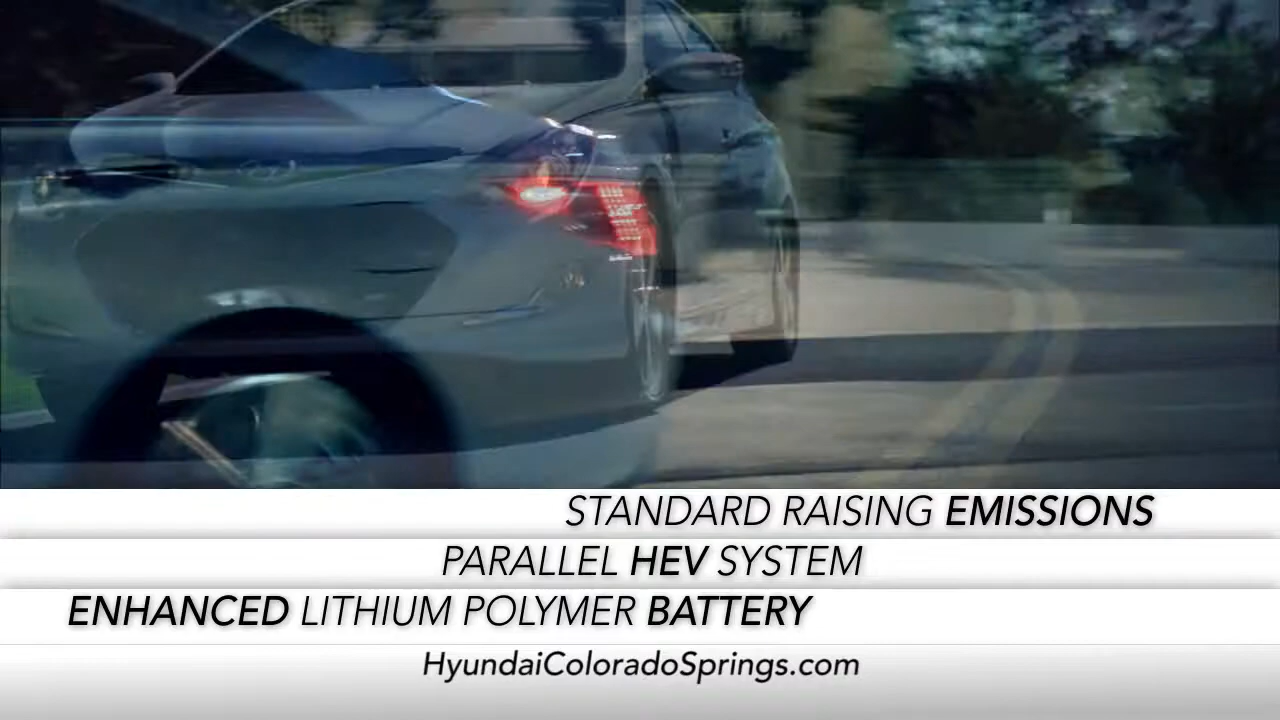 STANDARD RAISING EMISSIONS
PARALLEL HEV SYSTEM
ENHANCED LITHIUM POLYMER BATTERY
HyundaiColoradoSprings.com